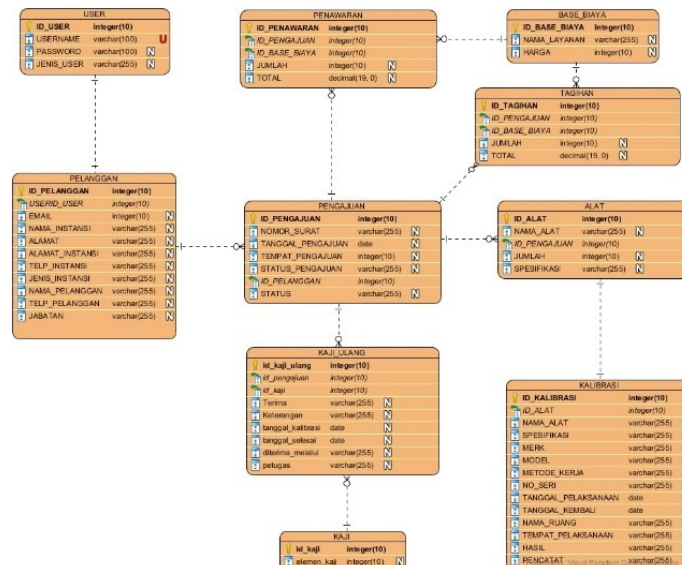 USER
ID_USER integer(10)
USERNAME varchar(100) U
PASSWORD varchar(100) N
JENIS_USER varchar(255) N
PENAWARAN
ID_PENAWARAN integer(10)
ID_PENGAJUAN integer(10)
ID_BASE_BIAYA integer(10)
JUMLAH integer(10) N
TOTAL decimal(19, 0) N
BASE_BIAYA
ID_BASE_BIAYA integer(10)
NAMA_LAYANAN varchar(255) N
HARGA integer(10) N
TAGIHAN
ID_TAGIHAN integer(10)
ID_PENGAJUAN integer(10)
ID_BASE_BIAYA integer(10)
JUMLAH integer(10) N
TOTAL decimal(19, 0) N
PELANGGAN
ID_PELANGGAN integer(10)
USERID_USER integer(10)
EMAIL integer(10) N
NAMA_INSTANSI varchar(255) N
ALAMAT varchar(255) N
ALAMAT_INSTANSI varchar(255) N
TELP_INSTANSI varchar(255) N
JENIS_INSTANSI varchar(255) N
NAMA_PELANGGAN varchar(255) N
TELP_PELANGGAN varchar(255) N
JABATAN varchar(255) N
PENGAJUAN
ID_PENGAJUAN integer(10)
NOMOR_SURAT varchar(255) N
TANGGAL_PENGAJUAN date N
TEMPAT_PENGAJUAN integer(10) N
STATUS_PENGAJUAN varchar(255) N
ID_PELANGGAN integer(10)
STATUS varchar(255) N
ALAT
ID_ALAT integer(10)
NAMA_ALAT varchar(255) N
ID_PENGAJUAN integer(10)
JUMLAH integer(10) N
SPESIFIKASI varchar(255) N
KAJI_ULANG
id_kaji_ulang integer(10)
id_pengajuan integer(10)
id_kaji integer(10)
Terima varchar(255) N
Keterangan varchar(255) N
tanggal_kalibrasi date N
tanggal_selesai date N
diterima_melalui varchar(255) N
petugas varchar(255) N
KALIBRASI
ID_KALIBRASI integer(10)
ID_ALAT integer(10)
NAMA_ALAT varchar(255)
SPESIFIKASI varchar(255)
MERK varchar(255)
MODEL varchar(255)
METODE_KERJA varchar(255)
NO_SERI varchar(255)
TANGGAL_PELAKSANAAN date
TANGGAL_KEMBALI date
NAMA_RUANG varchar(255)
TEMPAT_PELAKSANAAN varchar(255)
HASIL varchar(255)
PENCATAT varchar(255)
KAJI
id_kaji integer(10)
elemen_kaji integer(10) N